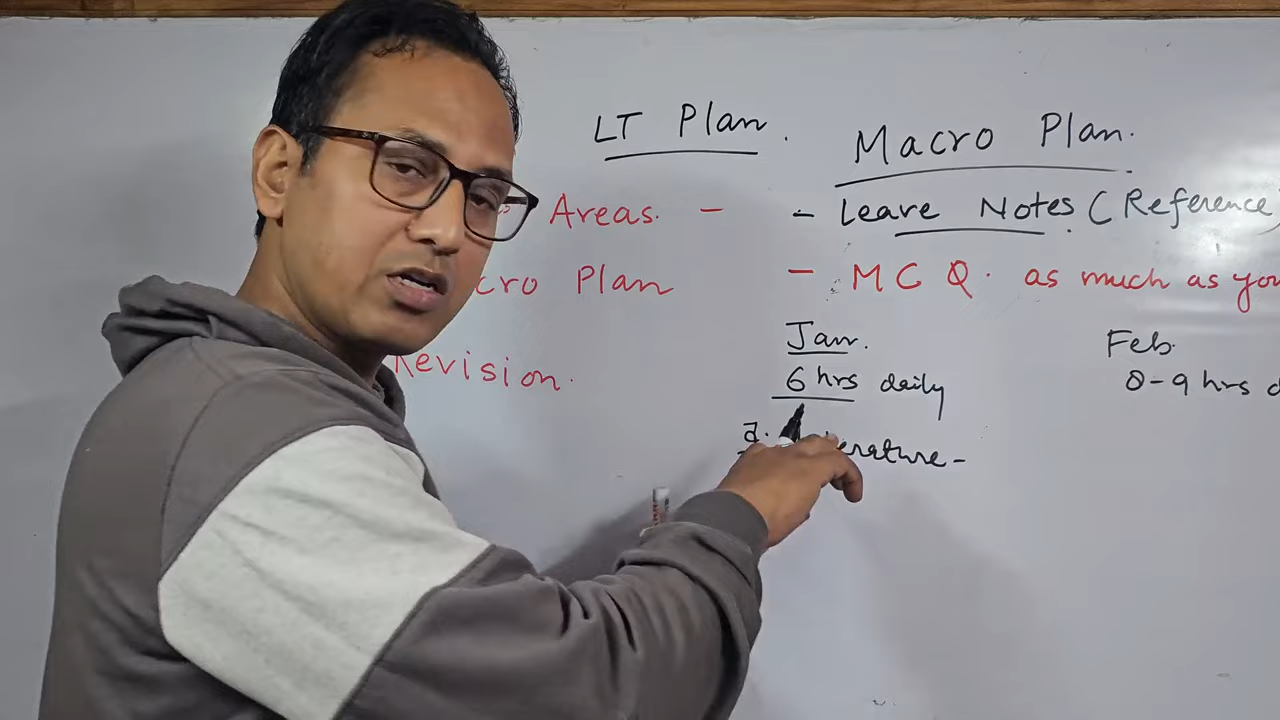 LT Plan.
Macro Plan.
Areas. -
- Leave Notes (Reference
cro Plan
- MCQ. as much as you
Revision.
Jan.
6 hrs daily
Feb
8-9 hrs d
erature -